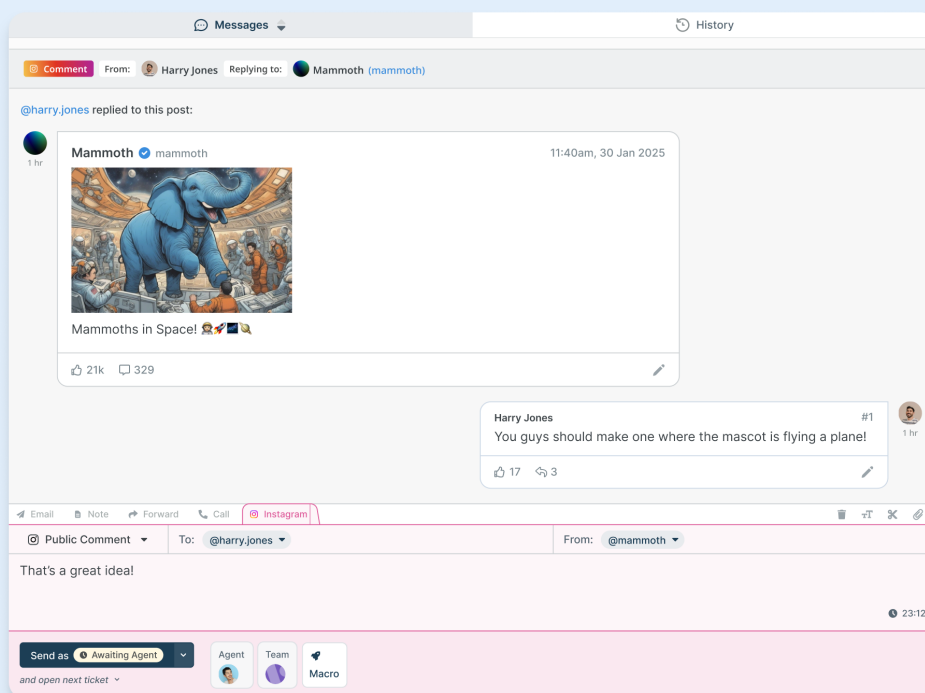 Messages
History
Comment From: Harry Jones Replying to: Mammoth (mammoth)
@harry.jones replied to this post:
1 hr
Mammoth mammoth 11:40am, 30 Jan 2025
Mammoths in Space! 👩‍🚀🚀🌌🪐
21k 329
Harry Jones #1
You guys should make one where the mascot is flying a plane!
1 hr
17 3
Email Note Forward Call Instagram
Public Comment To: @harry.jones From: @mammoth
That's a great idea!
23:12
Send as Awaiting Agent
and open next ticket
Agent Team Macro